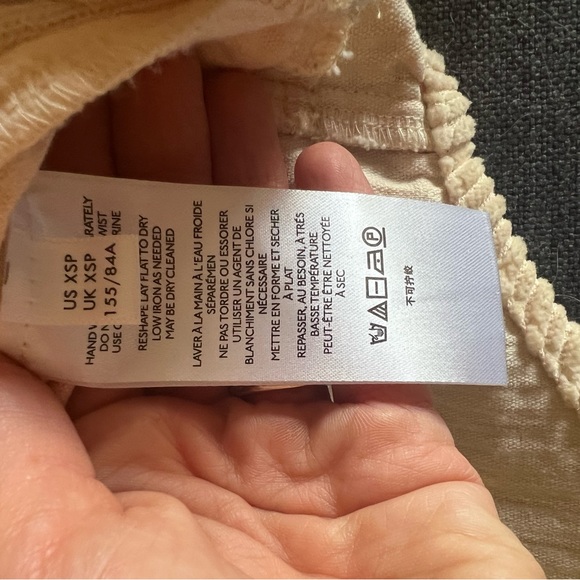 US XSP
UK XSP
155/84A
HANDW
ARATELY
DO NO
WIST
USE C
RINE
RESHAPE LAY FLAT TO DRY
LOW IRON AS NEEDED
MAY BE DRY CLEANED
LAVER À LA MAIN À L'EAU FROIDE
SÉPARÉMEN
NE PAS TORDRE OU ESSORER
UTILISER UN AGENT DE
BLANCHIMENT SANS CHLORE SI
NÉCESSAIRE
METTRE EN FORME ET SECHER
À PLAT
REPASSER, AU BESOIN, À TRÈS
BASSE TEMPÉRATURE
PEUT-ÊTRE ÊTRE NETTOYÉE
À SEC
P
不可拧绞